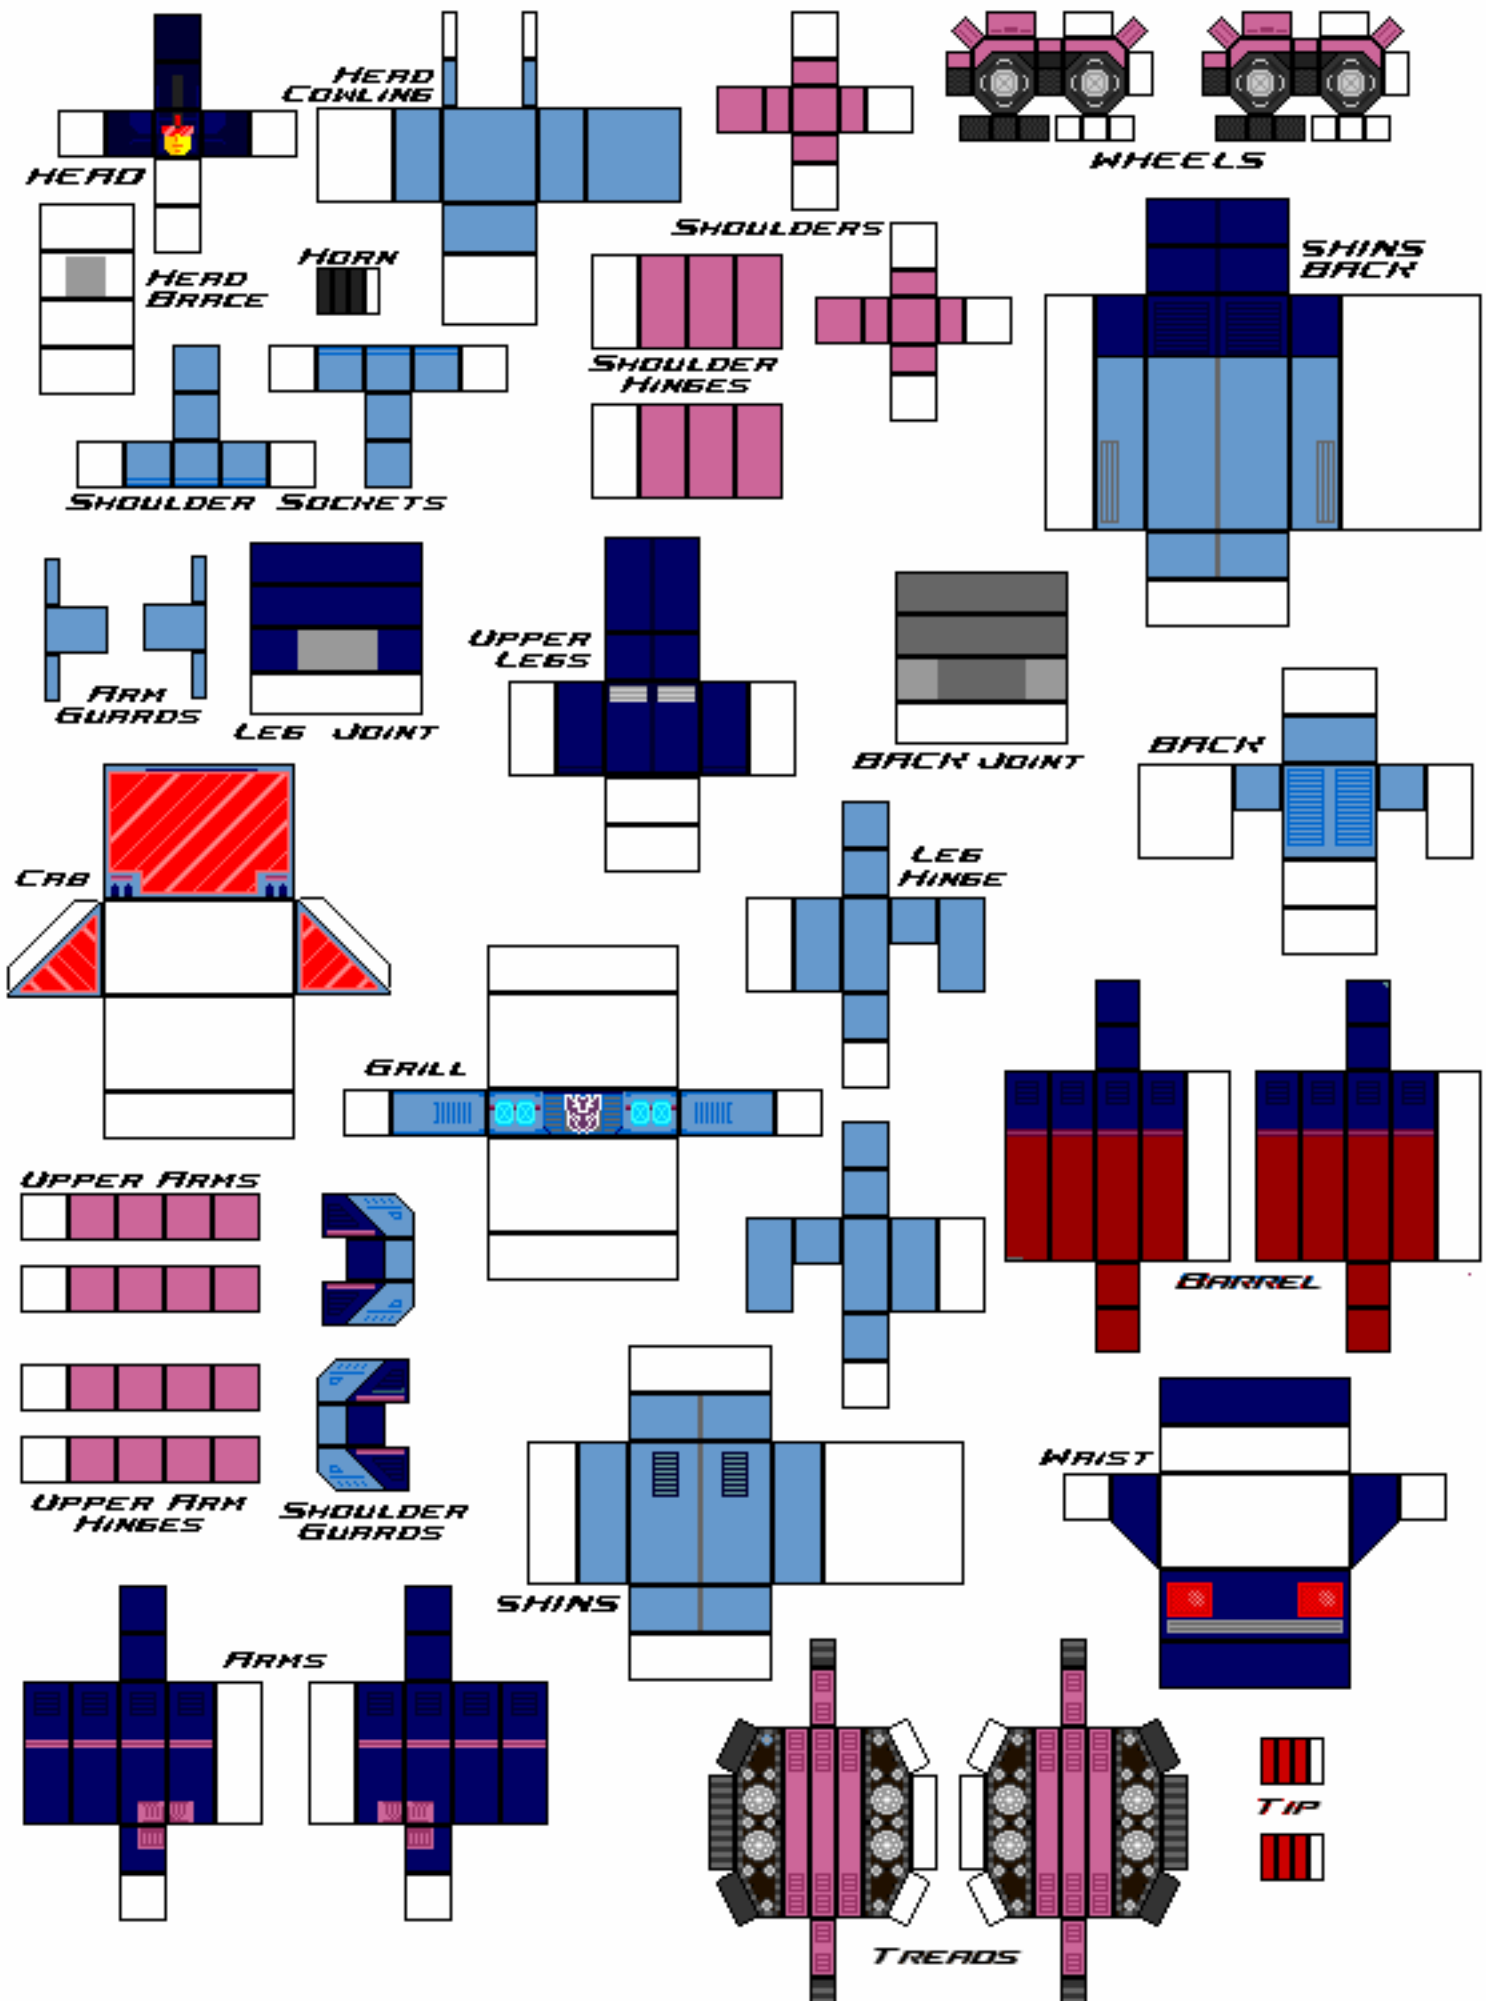 HEAD
COWLING
HEAD
WHEELS
SHOULDERS
SHINS
BACK
HORN
HEAD
BRACE
SHOULDER
HINGES
SHOULDER SOCKETS
ARM
GUARDS
LEG JOINT
UPPER
LEGS
BACK JOINT
BACK
CAB
LEG
HINGE
GRILL
UPPER ARMS
BARREL
UPPER ARM
HINGES
SHOULDER
GUARDS
WRIST
SHINS
ARMS
TIP
TREADS